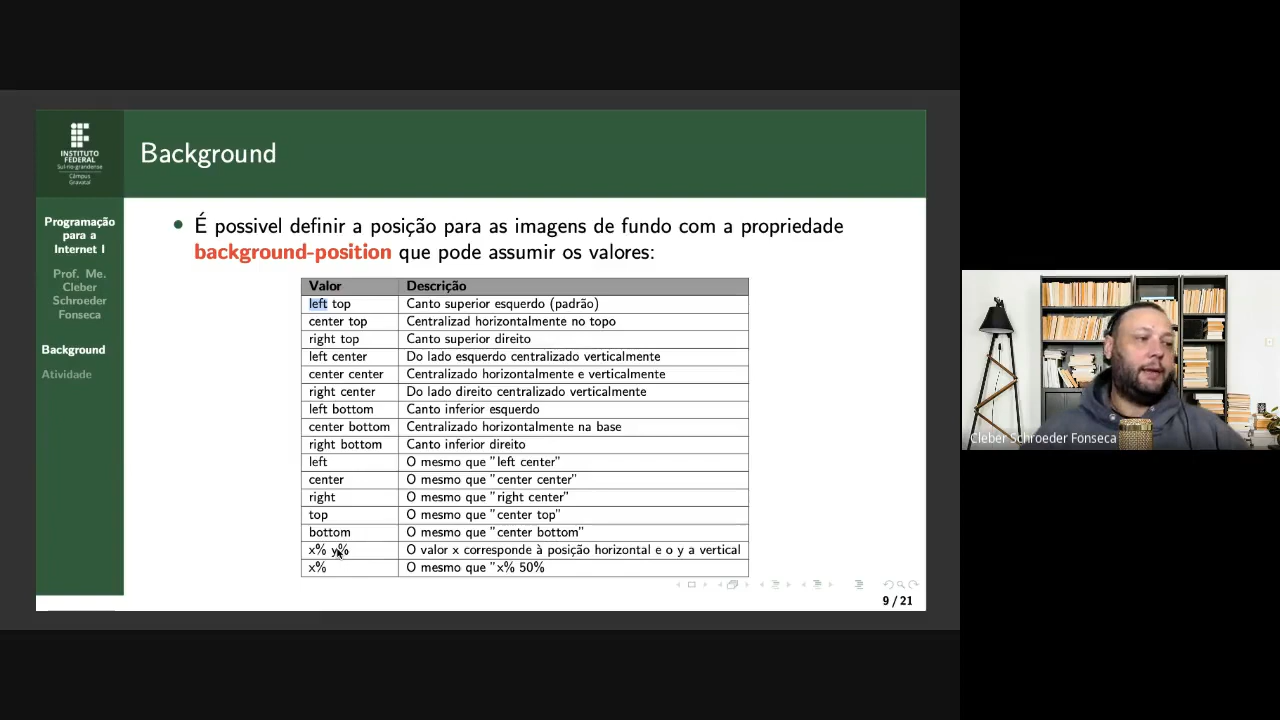 INSTITUTO
FEDERAL
Sul-rio-grandense
Câmpus
Gravataí
Background
Programação
para a
Internet I
Prof. Me.
Cleber
Schroeder
Fonseca
Background
Atividade
• É possivel definir a posição para as imagens de fundo com a propriedade
background-position que pode assumir os valores:
Valor Descrição
left top Canto superior esquerdo (padrão)
center top Centralizad horizontalmente no topo
right top Canto superior direito
left center Do lado esquerdo centralizado verticalmente
center center Centralizado horizontalmente e verticalmente
right center Do lado direito centralizado verticalmente
left bottom Canto inferior esquerdo
center bottom Centralizado horizontalmente na base
right bottom Canto inferior direito
left O mesmo que "left center"
center O mesmo que "center center"
right O mesmo que "right center"
top O mesmo que "center top"
bottom O mesmo que "center bottom"
x% y% O valor x corresponde à posição horizontal e o y a vertical
x% O mesmo que "x% 50%
9 / 21
Cleber Schroeder Fonseca